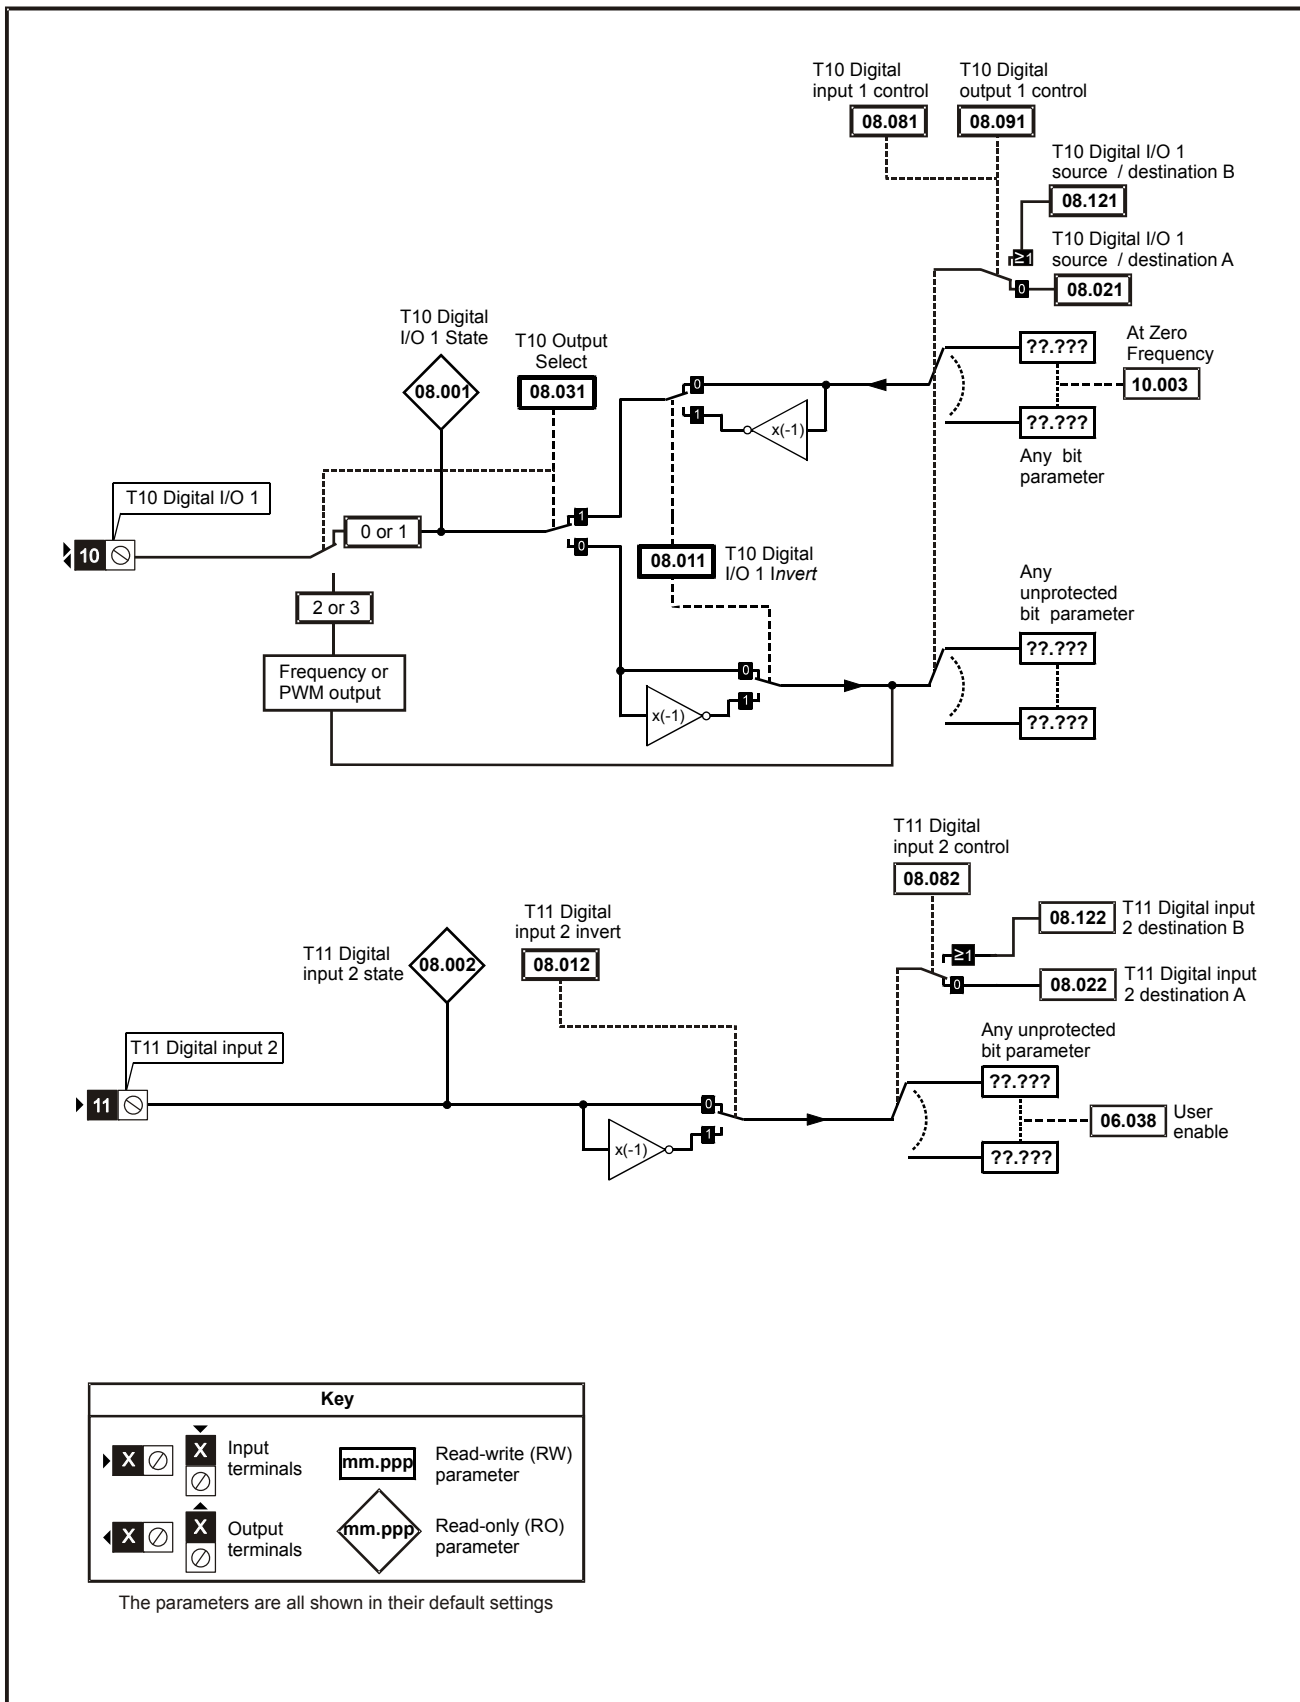 T10 Digital
input 1 control
T10 Digital
output 1 control
08.081
08.091
T10 Digital I/O 1
source / destination B
08.121
T10 Digital I/O 1
source / destination A
≥1
0
08.021
T10 Digital
I/O 1 State
08.001
T10 Output
Select
08.031
0
1
x(-1)
??.???
At Zero
Frequency
10.003
??.???
Any bit
parameter
T10 Digital I/O 1
10
0 or 1
1
0
08.011
T10 Digital
I/O 1 Invert
2 or 3
Frequency or
PWM output
0
1
x(-1)
Any
unprotected
bit parameter
??.???
??.???
T11 Digital
input 2 control
08.082
08.122
T11 Digital input
2 destination B
≥1
0
08.022
T11 Digital input
2 destination A
T11 Digital
input 2 state
08.002
T11 Digital
input 2 invert
08.012
T11 Digital input 2
11
0
1
x(-1)
Any unprotected
bit parameter
??.???
06.038
User
enable
??.???
Key
X
X
Input
terminals
mm.ppp
Read-write (RW)
parameter
X
X
Output
terminals
mm.ppp
Read-only (RO)
parameter
The parameters are all shown in their default settings